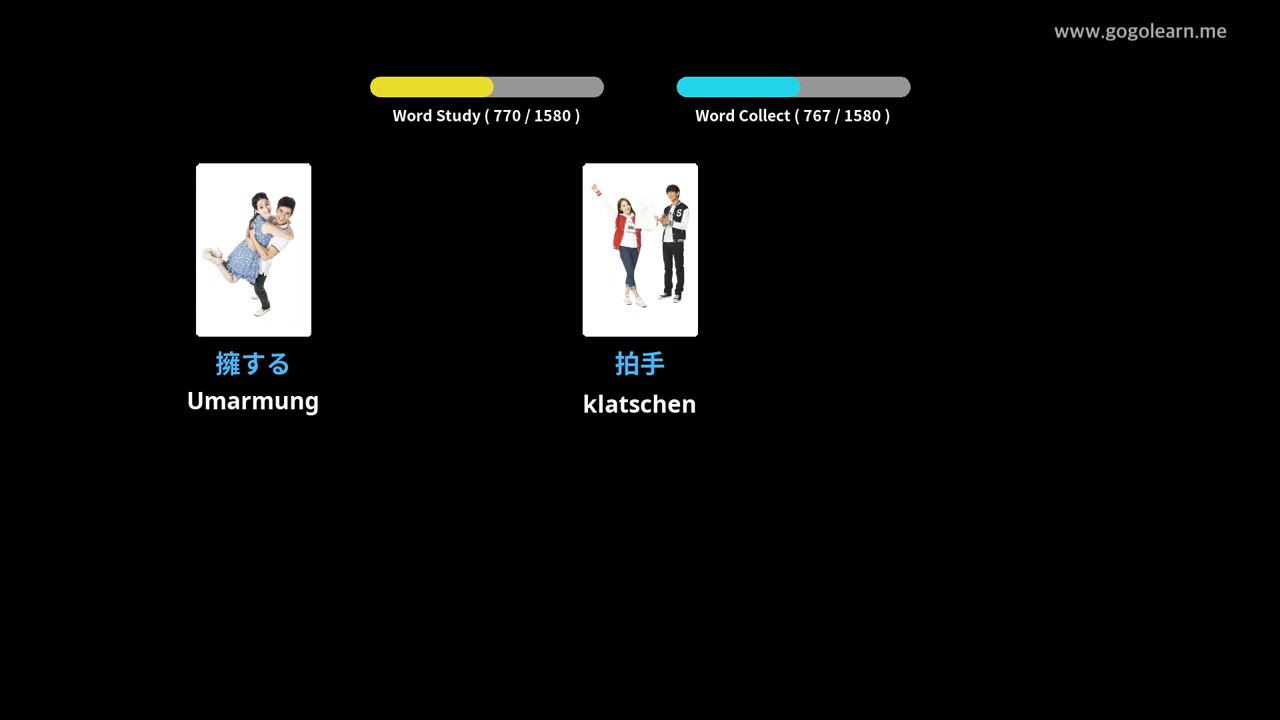 www.gogolearn.me
Word Study ( 770 / 1580 )
Word Collect ( 767 / 1580 )
擁する
拍手
Umarmung
klatschen